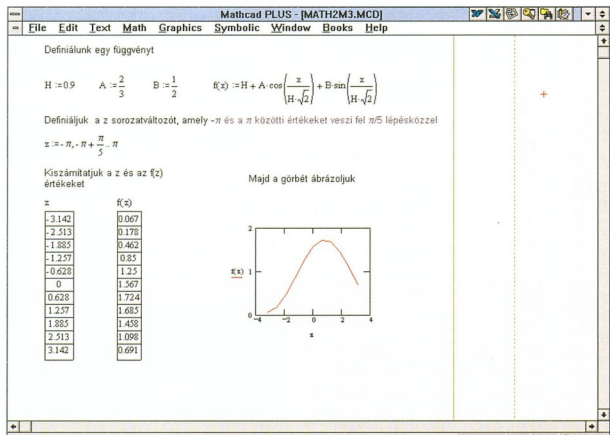 Mathcad PLUS - [MATH2M3.MCD]
File Edit Text Math Graphics Symbolic Window Books Help
Definiálunk egy függvényt
H := 0.9 A := 2/3 B := 1/2 f(x) := H + A·cos(x/(H·√2)) + B·sin(x/(H·√2))
Definiáljuk a z sorozatváltozót, amely -π és a π közötti értékeket veszi fel π/5 lépésközzel
z := - π, - π + π/5 .. π
Kiszámítatjuk a z és az f(z)
értékeket
Majd a görbét ábrázoljuk
z f(z)
- 3.142 0.067
- 2.513 0.178
- 1.885 0.462
- 1.257 0.85
- 0.628 1.25
0 1.567
0.628 1.724
1.257 1.685
1.885 1.458
2.513 1.098
3.142 0.691
2
f(z) 1
0
-4 -2 0 2 4
z